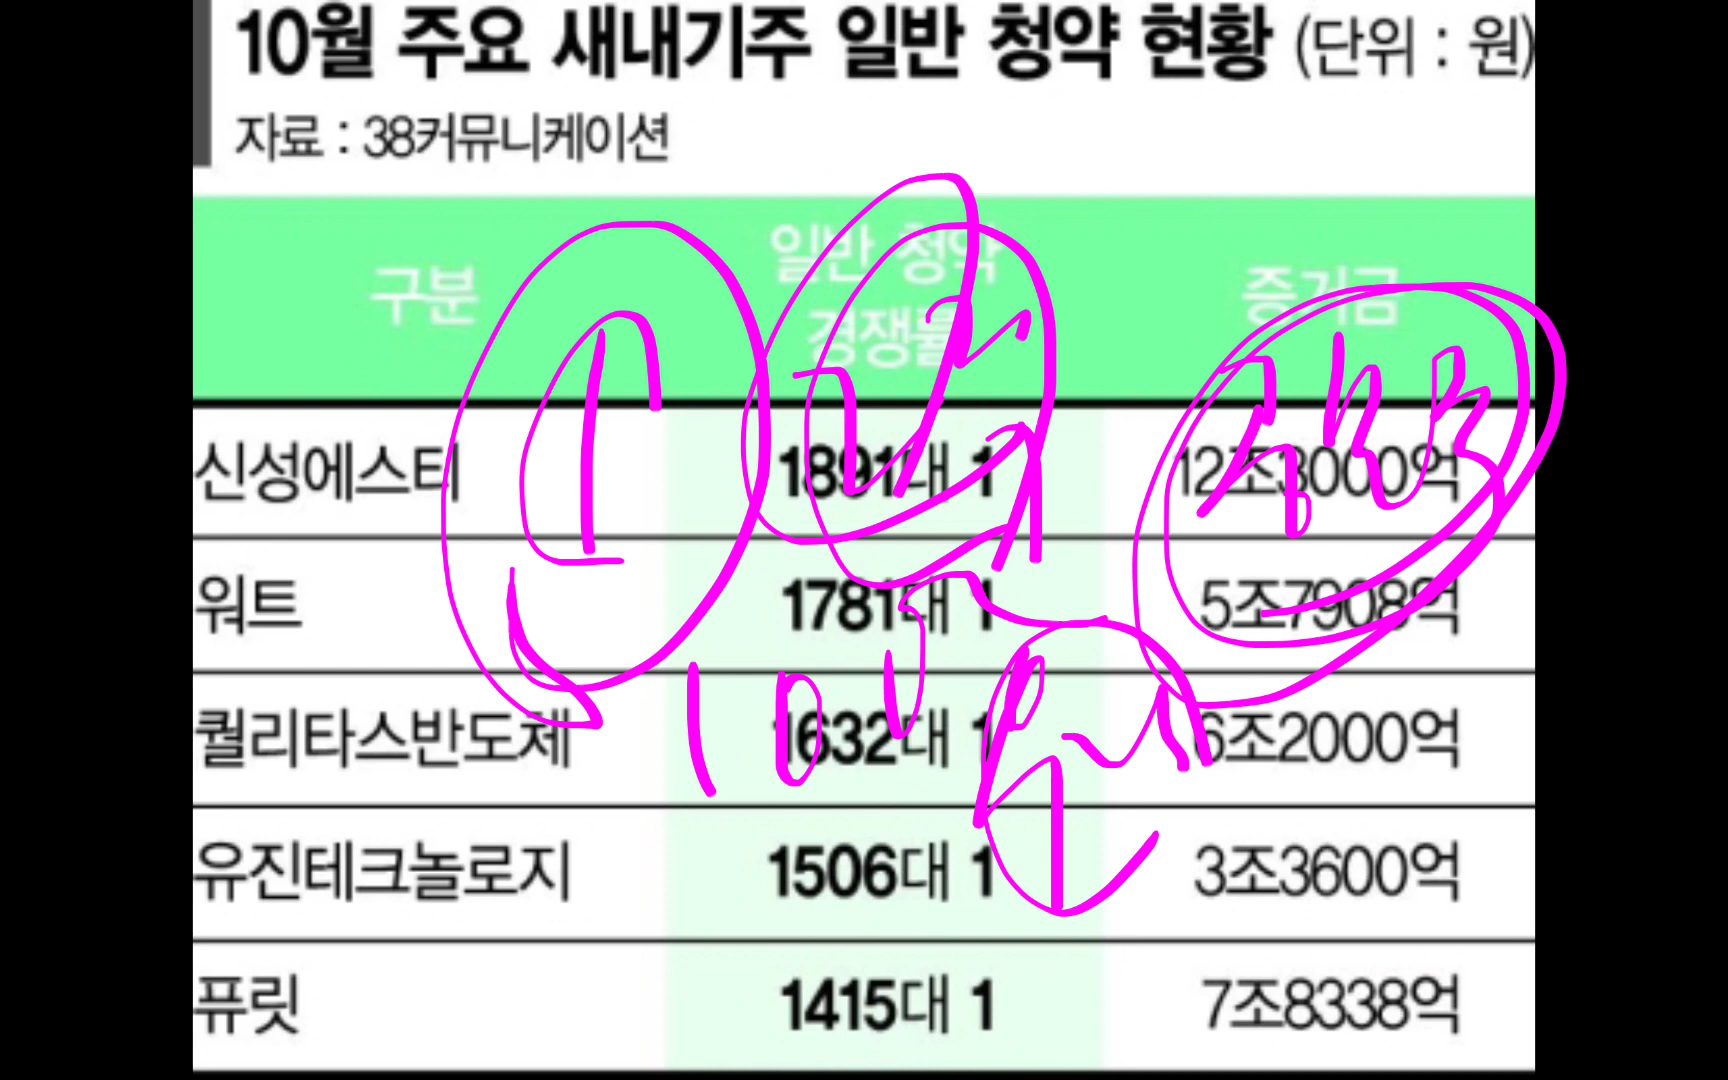 10월 주요 새내기주 일반 청약 현황 (단위 : 원)
자료 : 38커뮤니케이션
구분 일반 청약 경쟁률 증거금
신성에스티 1891대 1 12조3000억
워트 1781대 1 5조7908억
퀄리타스반도체 1632대 1 6조2000억
유진테크놀로지 1506대 1 3조3600억
퓨릿 1415대 1 7조8338억